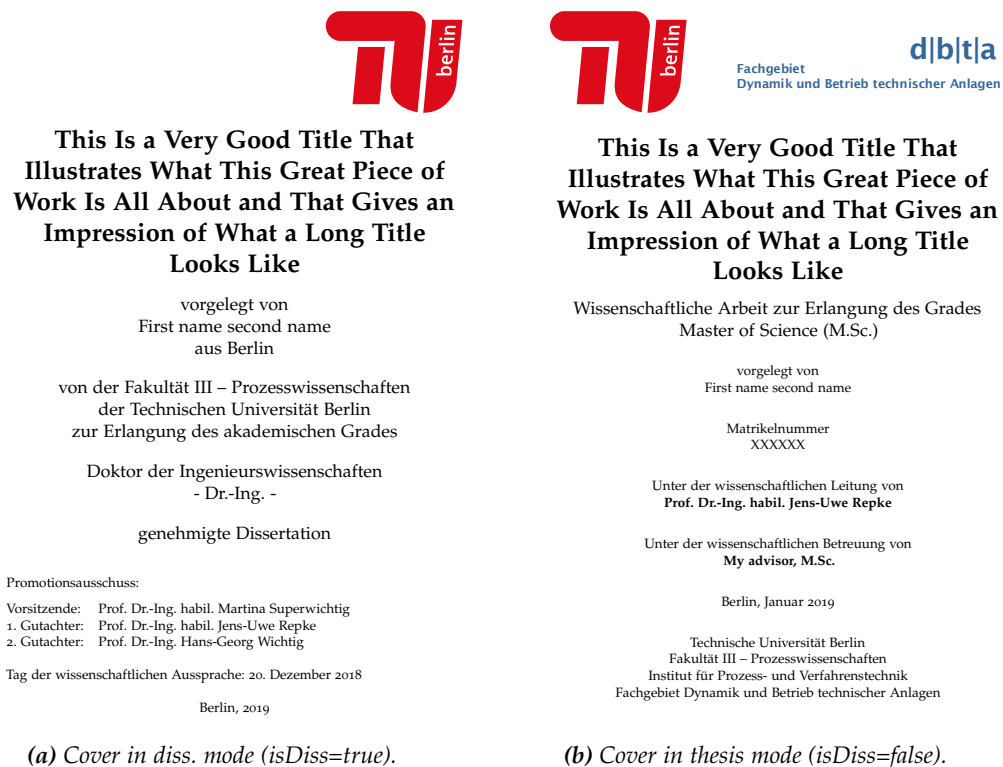 berlin
This Is a Very Good Title That
Illustrates What This Great Piece of
Work Is All About and That Gives an
Impression of What a Long Title
Looks Like
vorgelegt von
First name second name
aus Berlin
von der Fakultät III – Prozesswissenschaften
der Technischen Universität Berlin
zur Erlangung des akademischen Grades
Doktor der Ingenieurswissenschaften
- Dr.-Ing. -
genehmigte Dissertation
Promotionsausschuss:
Vorsitzende: Prof. Dr.-Ing. habil. Martina Superwichtig
1. Gutachter: Prof. Dr.-Ing. habil. Jens-Uwe Repke
2. Gutachter: Prof. Dr.-Ing. Hans-Georg Wichtig
Tag der wissenschaftlichen Aussprache: 20. Dezember 2018
Berlin, 2019
(a) Cover in diss. mode (isDiss=true).
berlin
d|b|t|a
Fachgebiet
Dynamik und Betrieb technischer Anlagen
This Is a Very Good Title That
Illustrates What This Great Piece of
Work Is All About and That Gives an
Impression of What a Long Title
Looks Like
Wissenschaftliche Arbeit zur Erlangung des Grades
Master of Science (M.Sc.)
vorgelegt von
First name second name
Matrikelnummer
XXXXXX
Unter der wissenschaftlichen Leitung von
Prof. Dr.-Ing. habil. Jens-Uwe Repke
Unter der wissenschaftlichen Betreuung von
My advisor, M.Sc.
Berlin, Januar 2019
Technische Universität Berlin
Fakultät III – Prozesswissenschaften
Institut für Prozess- und Verfahrenstechnik
Fachgebiet Dynamik und Betrieb technischer Anlagen
(b) Cover in thesis mode (isDiss=false).